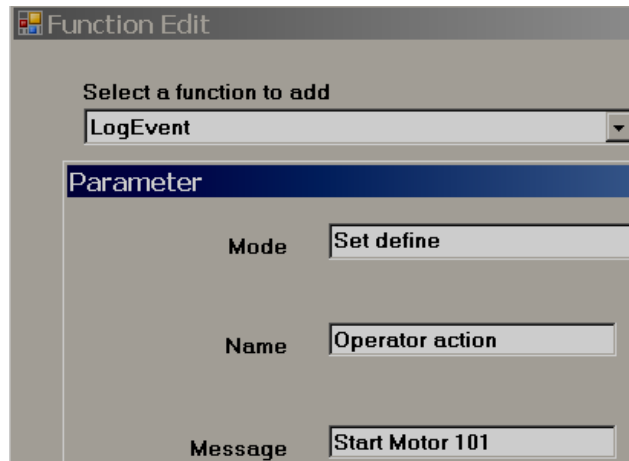 Function Edit
Select a function to add
LogEvent
Parameter
Mode Set define
Name Operator action
Message Start Motor 101